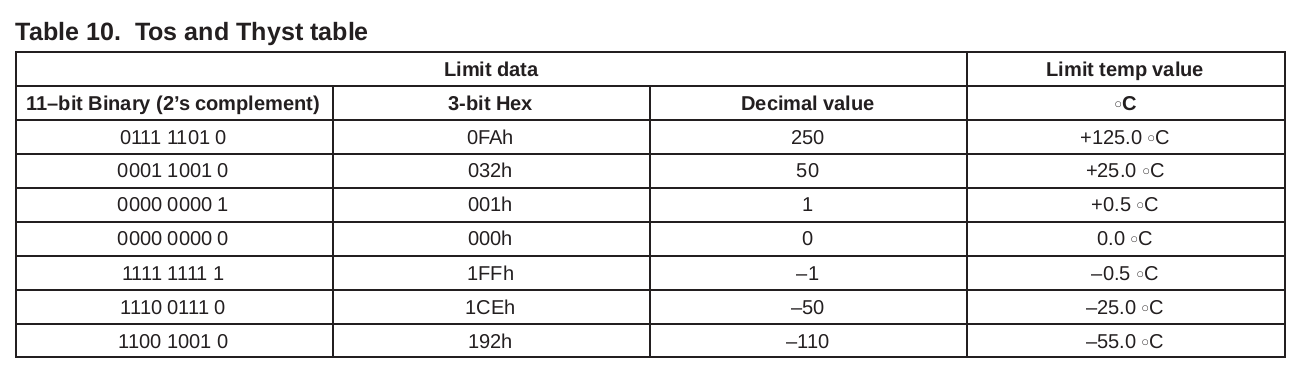 Table 10. Tos and Thyst table
Limit data Limit temp value
11–bit Binary (2’s complement) 3-bit Hex Decimal value ◦C
0111 1101 0 0FAh 250 +125.0 ◦C
0001 1001 0 032h 50 +25.0 ◦C
0000 0000 1 001h 1 +0.5 ◦C
0000 0000 0 000h 0 0.0 ◦C
1111 1111 1 1FFh –1 –0.5 ◦C
1110 0111 0 1CEh –50 –25.0 ◦C
1100 1001 0 192h –110 –55.0 ◦C